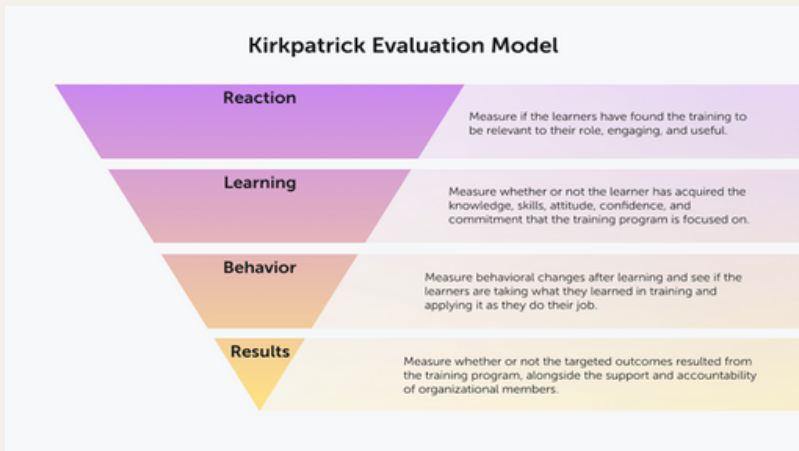 Kirkpatrick Evaluation Model
Reaction
Measure if the learners have found the training to
be relevant to their role, engaging, and useful.
Learning
Measure whether or not the learner has acquired the
knowledge, skills, attitude, confidence, and
commitment that the training program is focused on.
Behavior
Measure behavioral changes after learning and see if the
learners are taking what they learned in training and
applying it as they do their job.
Results
Measure whether or not the targeted outcomes resulted from
the training program, alongside the support and accountability
of organizational members.